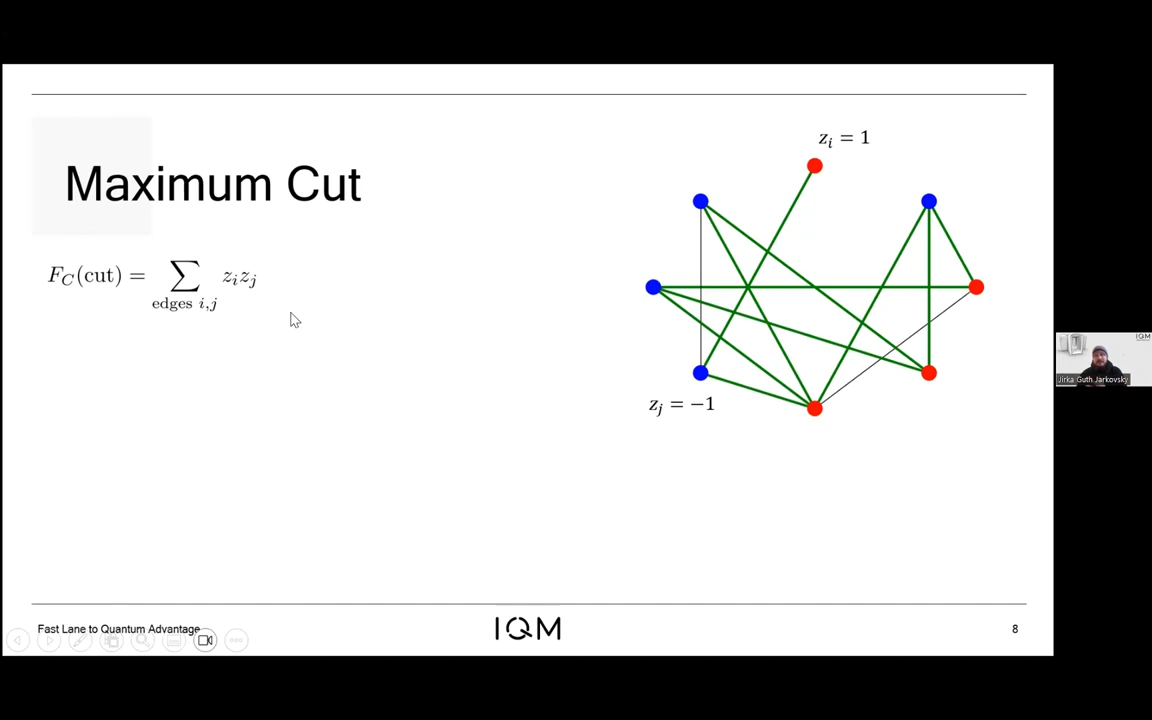 Maximum Cut
F_C(cut) = ∑ z_i z_j
edges i,j
z_i = 1
z_j = −1
Fast Lane to Quantum Advantage
IQM
8
IQM
Jirka Guth Jarkovsky